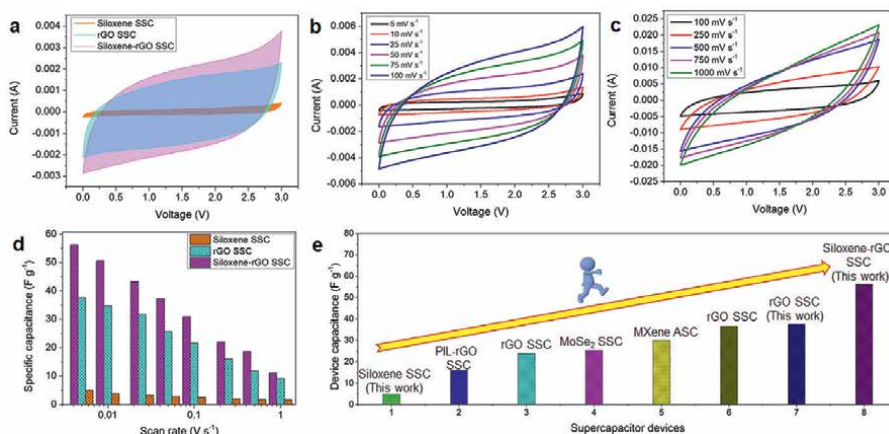 a
Siloxene SSC
rGO SSC
Siloxene-rGO SSC
0.004
0.003
0.002
0.001
0.000
-0.001
-0.002
-0.003
Current (A)
0.0 0.5 1.0 1.5 2.0 2.5 3.0
Voltage (V)
b
5 mV s-1
10 mV s-1
25 mV s-1
50 mV s-1
75 mV s-1
100 mV s-1
0.006
0.004
0.002
0.000
-0.002
-0.004
-0.006
Current (A)
0.0 0.5 1.0 1.5 2.0 2.5 3.0
Voltage (V)
c
100 mV s-1
250 mV s-1
500 mV s-1
750 mV s-1
1000 mV s-1
0.025
0.020
0.015
0.010
0.005
0.000
-0.005
-0.010
-0.015
-0.020
Current (A)
0.0 0.5 1.0 1.5 2.0 2.5 3.0
Voltage (V)
d
Siloxene SSC
rGO SSC
Siloxene-rGO SSC
60
50
40
30
20
10
0
Specific capacitance (F g-1)
0.01 0.1 1
Scan rate (V s-1)
e
80
70
60
50
40
30
20
10
0
Device capacitance (F g-1)
Siloxene SSC
(This work)
PIL-rGO
SSC
rGO SSC
MoSe2 SSC
MXene ASC
rGO SSC
rGO SSC
(This work)
Siloxene-rGO
SSC
(This work)
1 2 3 4 5 6 7 8
Supercapacitor devices